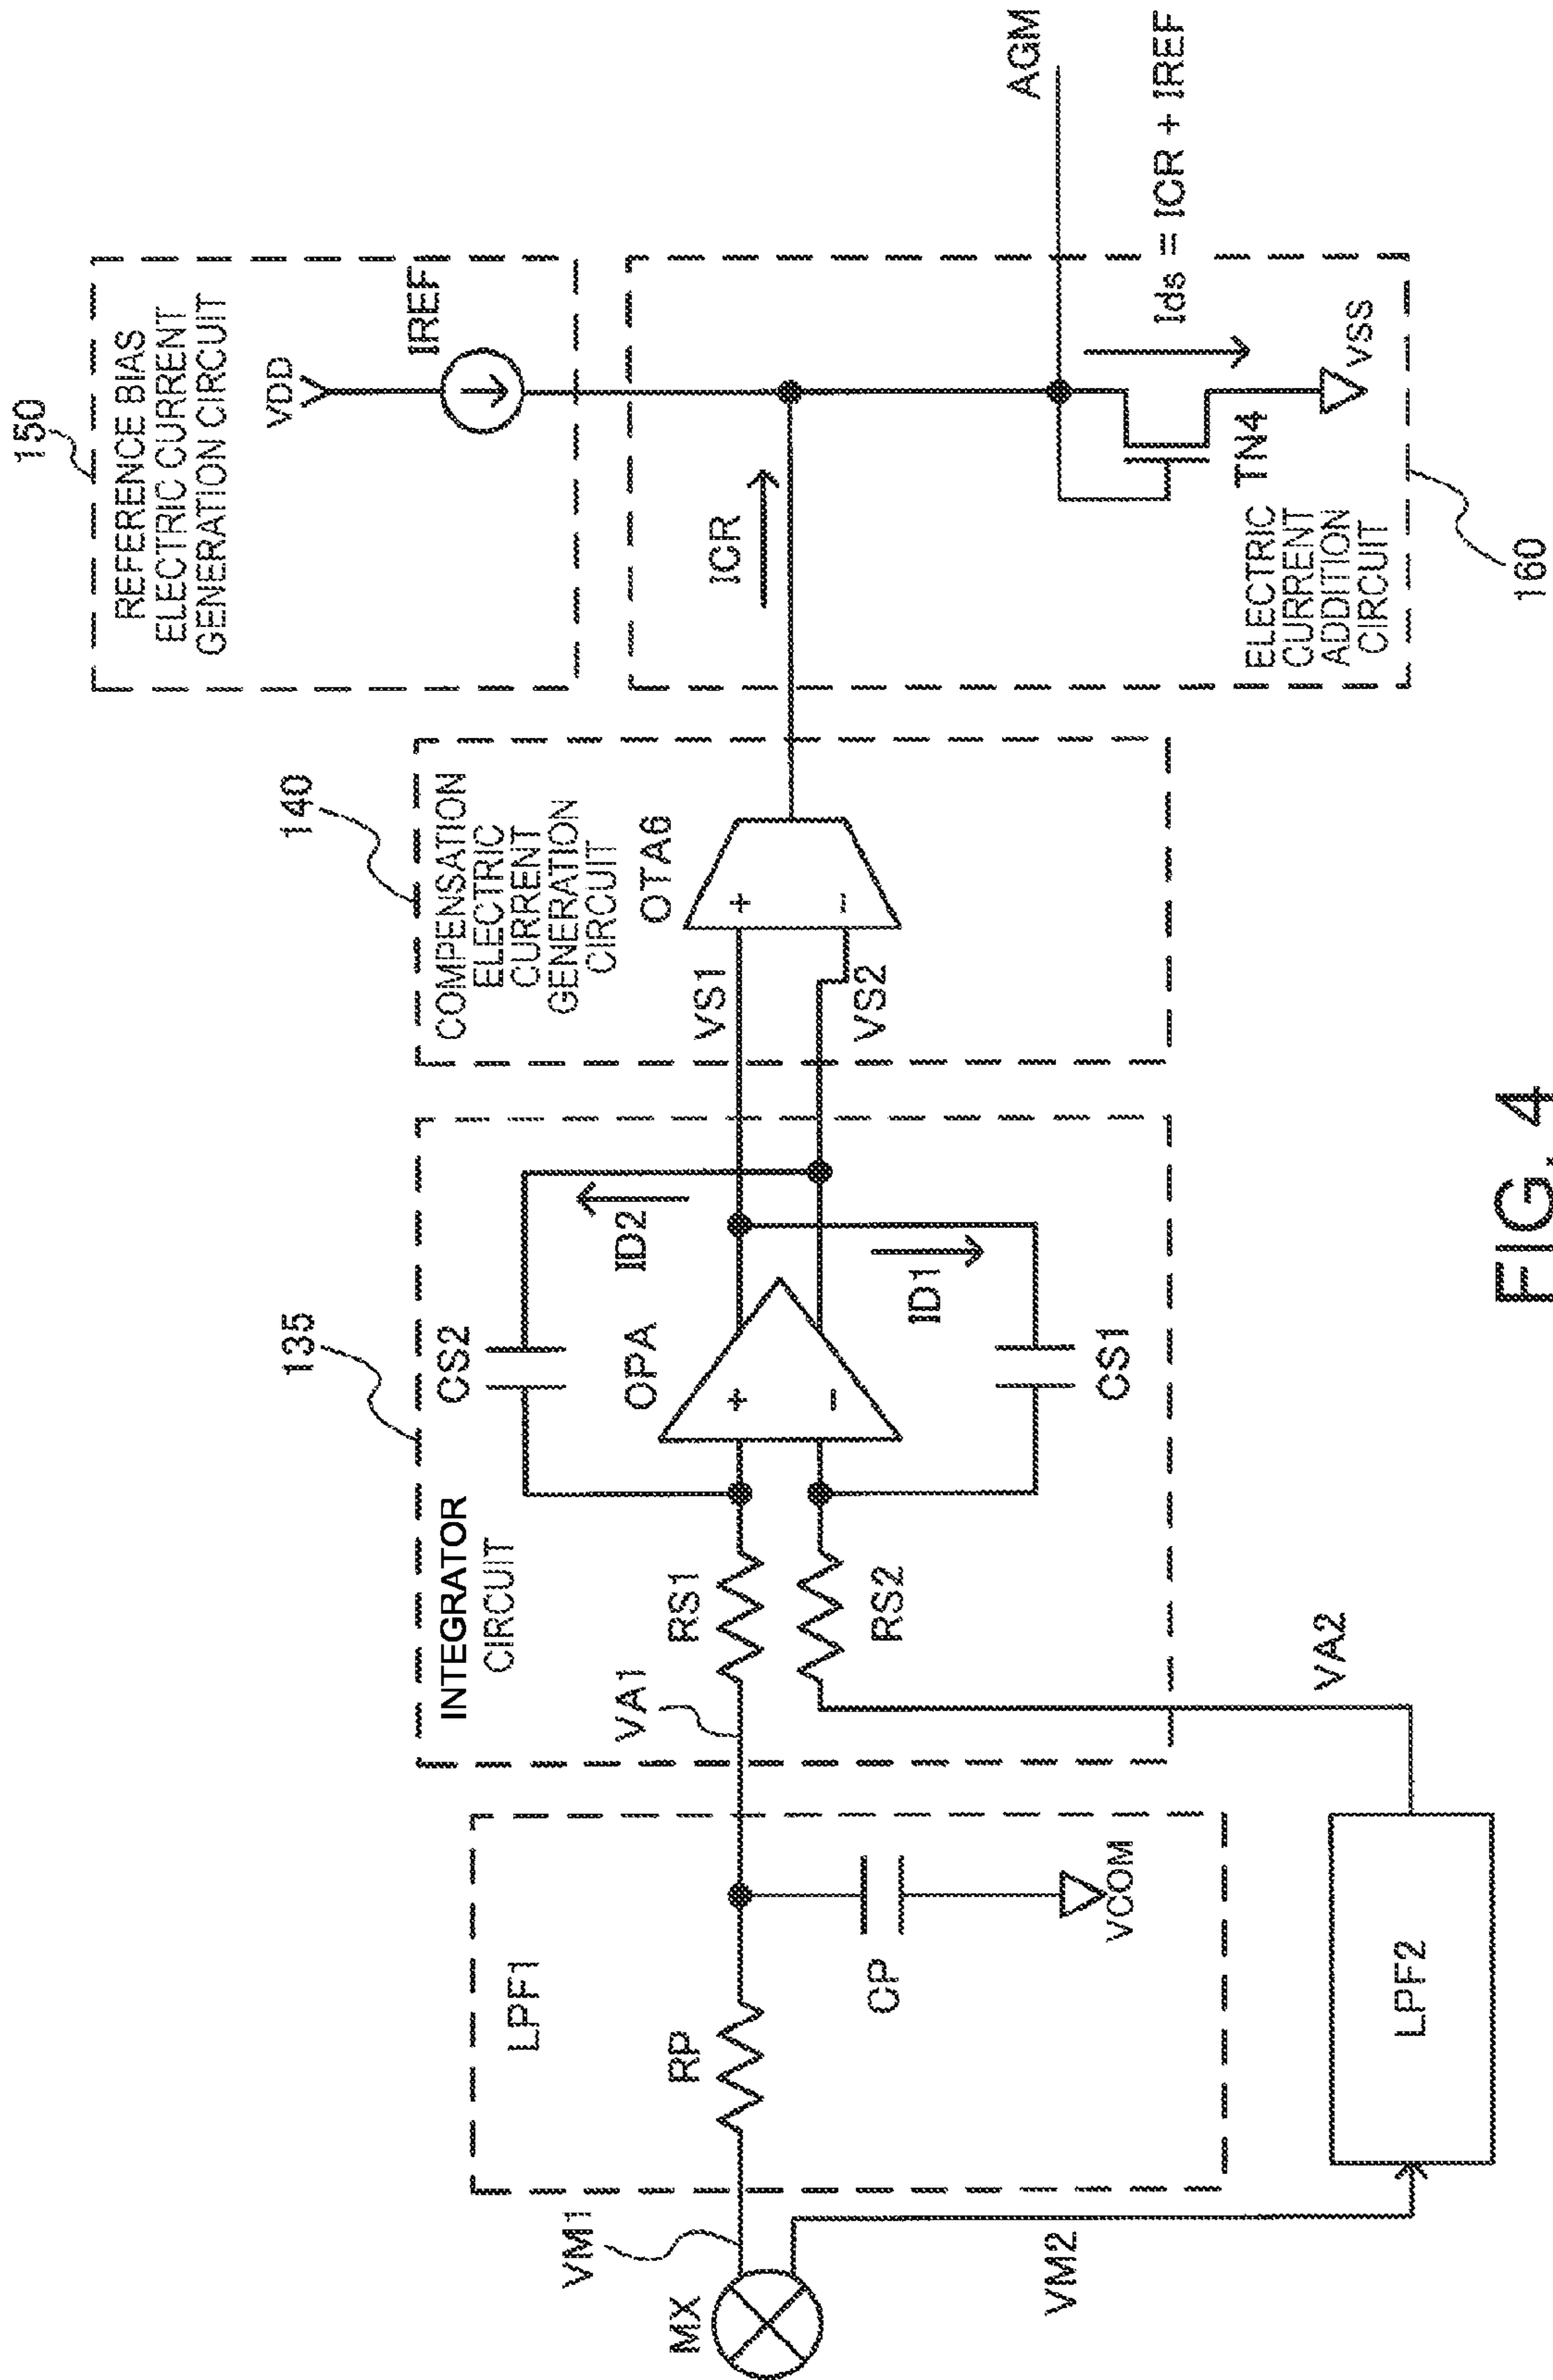 150
REFERENCE BIAS
ELECTRIC CURRENT
GENERATION CIRCUIT
VDD
IREF
140
COMPENSATION
ELECTRIC
CURRENT
GENERATION
CIRCUIT
OTA6
+
-
VS1
VS2
ICR
AGM
Ids = ICR + IREF
TN4
VSS
ELECTRIC
CURRENT
ADDITION
CIRCUIT
160
135
INTEGRATOR
CIRCUIT
CS2
ID2
OPA
+
-
ID1
CS1
RS1
RS2
VA1
VA2
LPF1
RP
CP
VCOM
VM1
MX
VM2
LPF2
FIG. 4